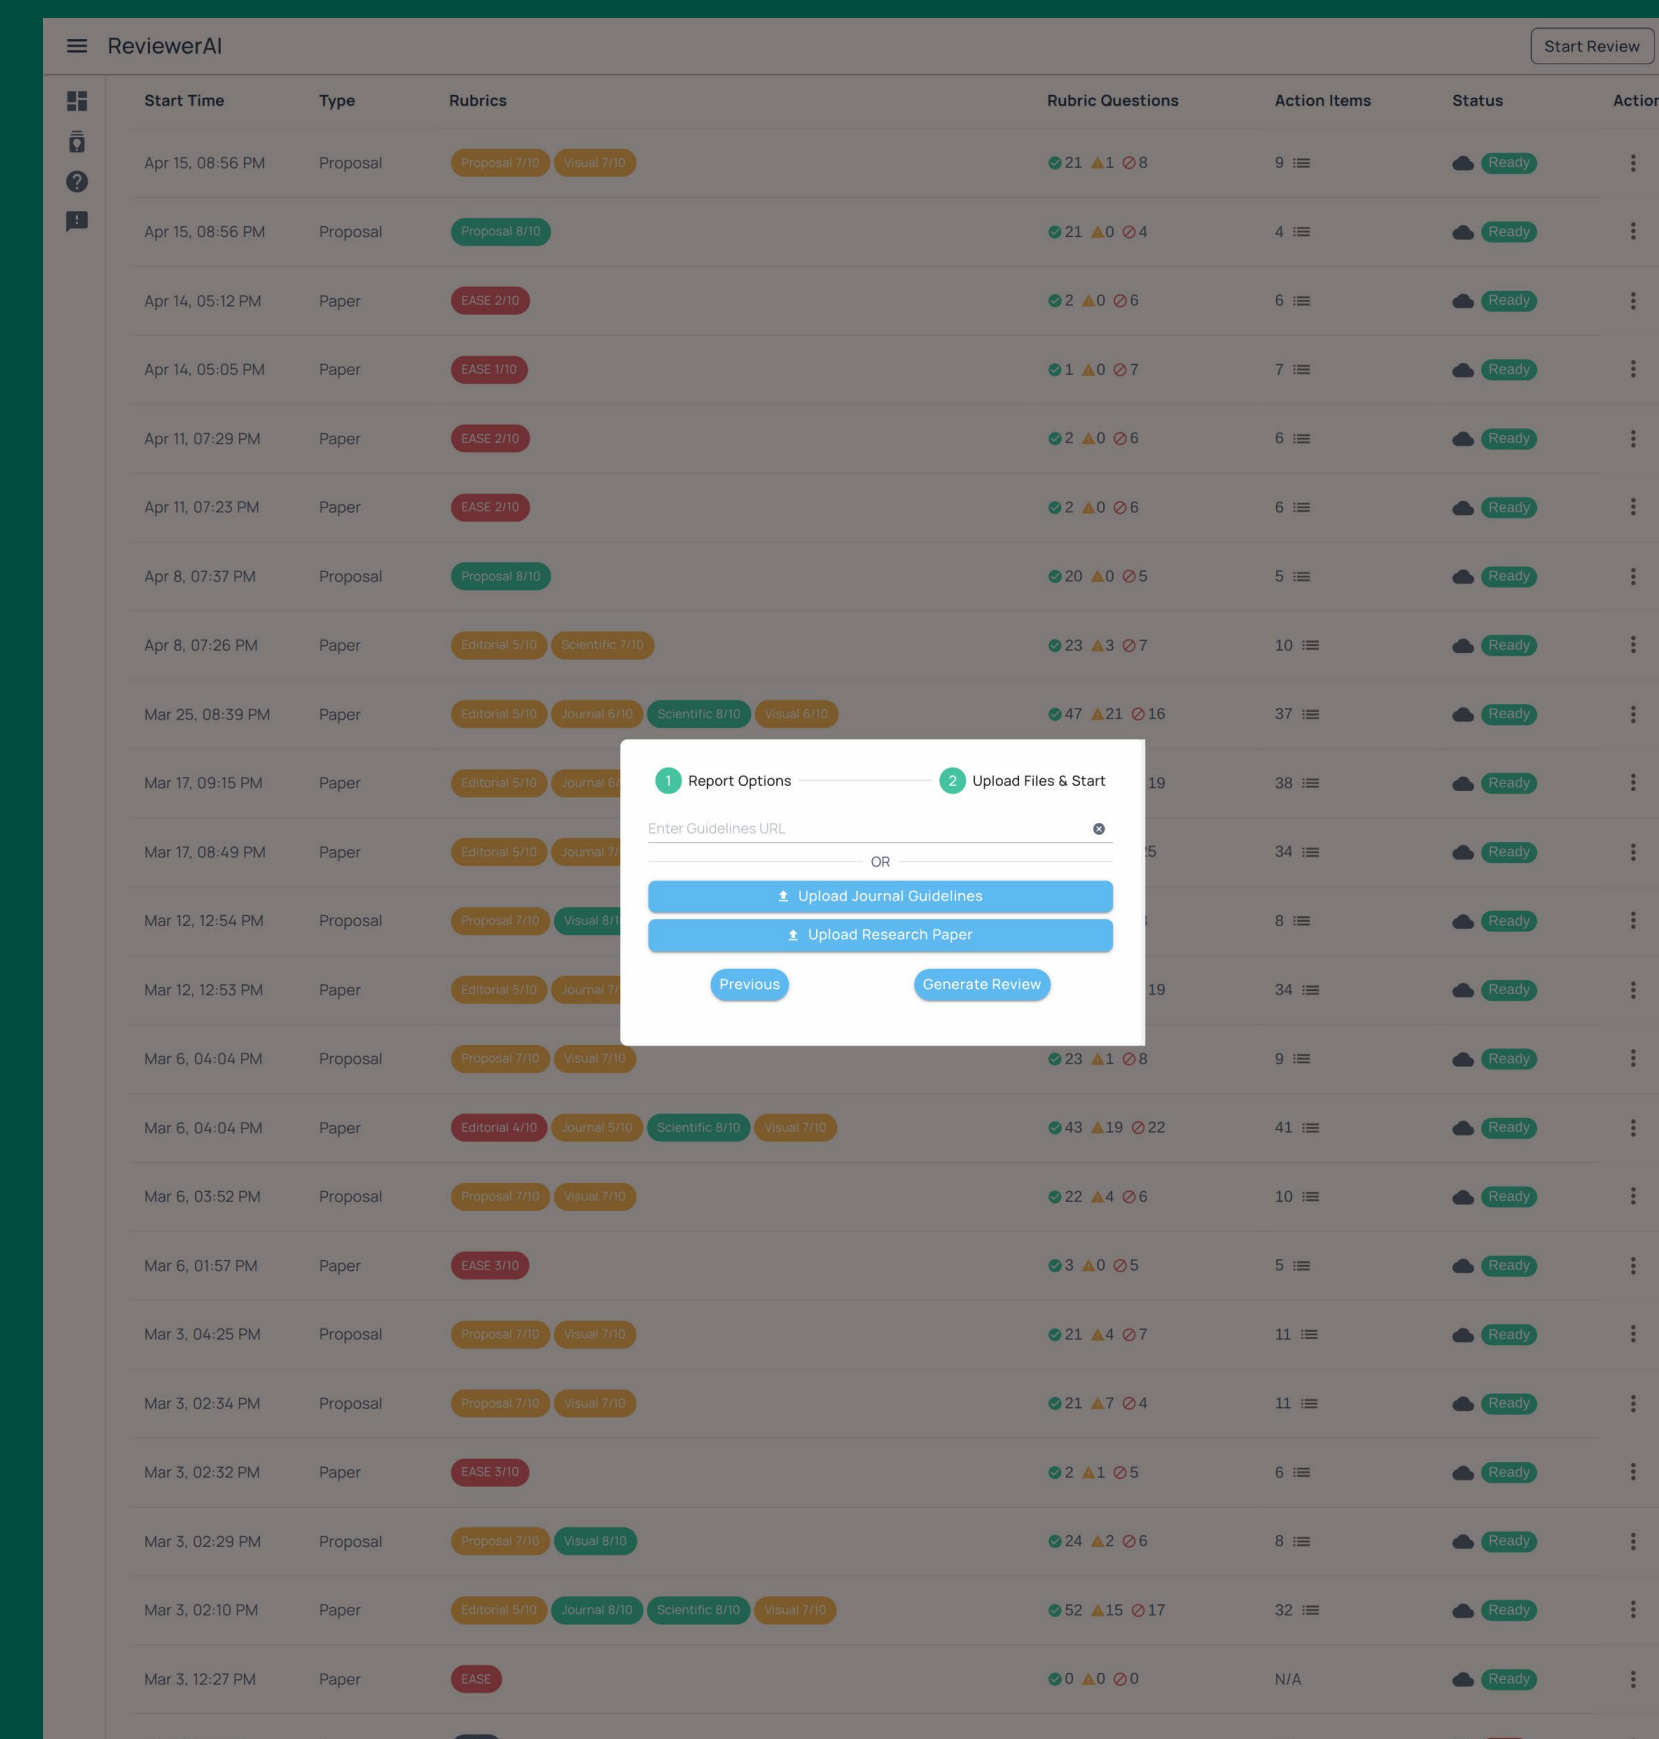 ReviewerAI Start Review
Start Time Type Rubrics Rubric Questions Action Items Status
Apr 15, 08:56 PM Proposal Proposal 7/10 Visual 7/10 21 1 8 9 Ready
Apr 15, 08:56 PM Proposal Proposal 8/10 21 0 4 4 Ready
Apr 14, 05:12 PM Paper EASE 2/10 2 0 6 6 Ready
Apr 14, 05:05 PM Paper EASE 1/10 1 0 7 7 Ready
Apr 11, 07:29 PM Paper EASE 2/10 2 0 6 6 Ready
Apr 11, 07:23 PM Paper EASE 2/10 2 0 6 6 Ready
Apr 8, 07:37 PM Proposal Proposal 8/10 20 0 5 5 Ready
Apr 8, 07:26 PM Paper Editorial 5/10 Scientific 7/10 23 3 7 10 Ready
Mar 25, 08:39 PM Paper Editorial 5/10 Journal 6/10 Scientific 8/10 Visual 6/10 47 21 16 37 Ready
Mar 17, 09:15 PM Paper Editorial 5/10 Journal 6/ 19 38 Ready
Mar 17, 08:49 PM Paper Editorial 5/10 Journal 7/ 5 34 Ready
Mar 12, 12:54 PM Proposal Proposal 7/10 Visual 8/1 8 Ready
Mar 12, 12:53 PM Paper Editorial 5/10 Journal 7/ 19 34 Ready
1 Report Options 2 Upload Files & Start
Enter Guidelines URL
OR
Upload Journal Guidelines
Upload Research Paper
Previous Generate Review
Mar 6, 04:04 PM Proposal Proposal 7/10 Visual 7/10 23 1 8 9 Ready
Mar 6, 04:04 PM Paper Editorial 4/10 Journal 5/10 Scientific 8/10 Visual 7/10 43 19 22 41 Ready
Mar 6, 03:52 PM Proposal Proposal 7/10 Visual 7/10 22 4 6 10 Ready
Mar 6, 01:57 PM Paper EASE 3/10 3 0 5 5 Ready
Mar 3, 04:25 PM Proposal Proposal 7/10 Visual 7/10 21 4 7 11 Ready
Mar 3, 02:34 PM Proposal Proposal 7/10 Visual 7/10 21 7 4 11 Ready
Mar 3, 02:32 PM Paper EASE 3/10 2 1 5 6 Ready
Mar 3, 02:29 PM Proposal Proposal 7/10 Visual 8/10 24 2 6 8 Ready
Mar 3, 02:10 PM Paper Editorial 5/10 Journal 8/10 Scientific 8/10 Visual 7/10 52 15 17 32 Ready
Mar 3, 12:27 PM Paper EASE 0 0 0 N/A Ready